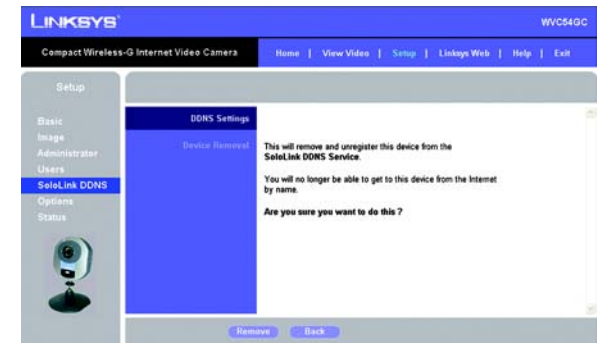 LINKSYS®
WVC54GC
Compact Wireless-G Internet Video Camera
Home | View Video | Setup | Linksys Web | Help | Exit
Setup
Basic
Image
Administrator
Users
SoloLink DDNS
Options
Status
DDNS Settings
Device Removal
This will remove and unregister this device from the
SoloLink DDNS Service.
You will no longer be able to get to this device from the Internet
by name.
Are you sure you want to do this ?
Remove
Back